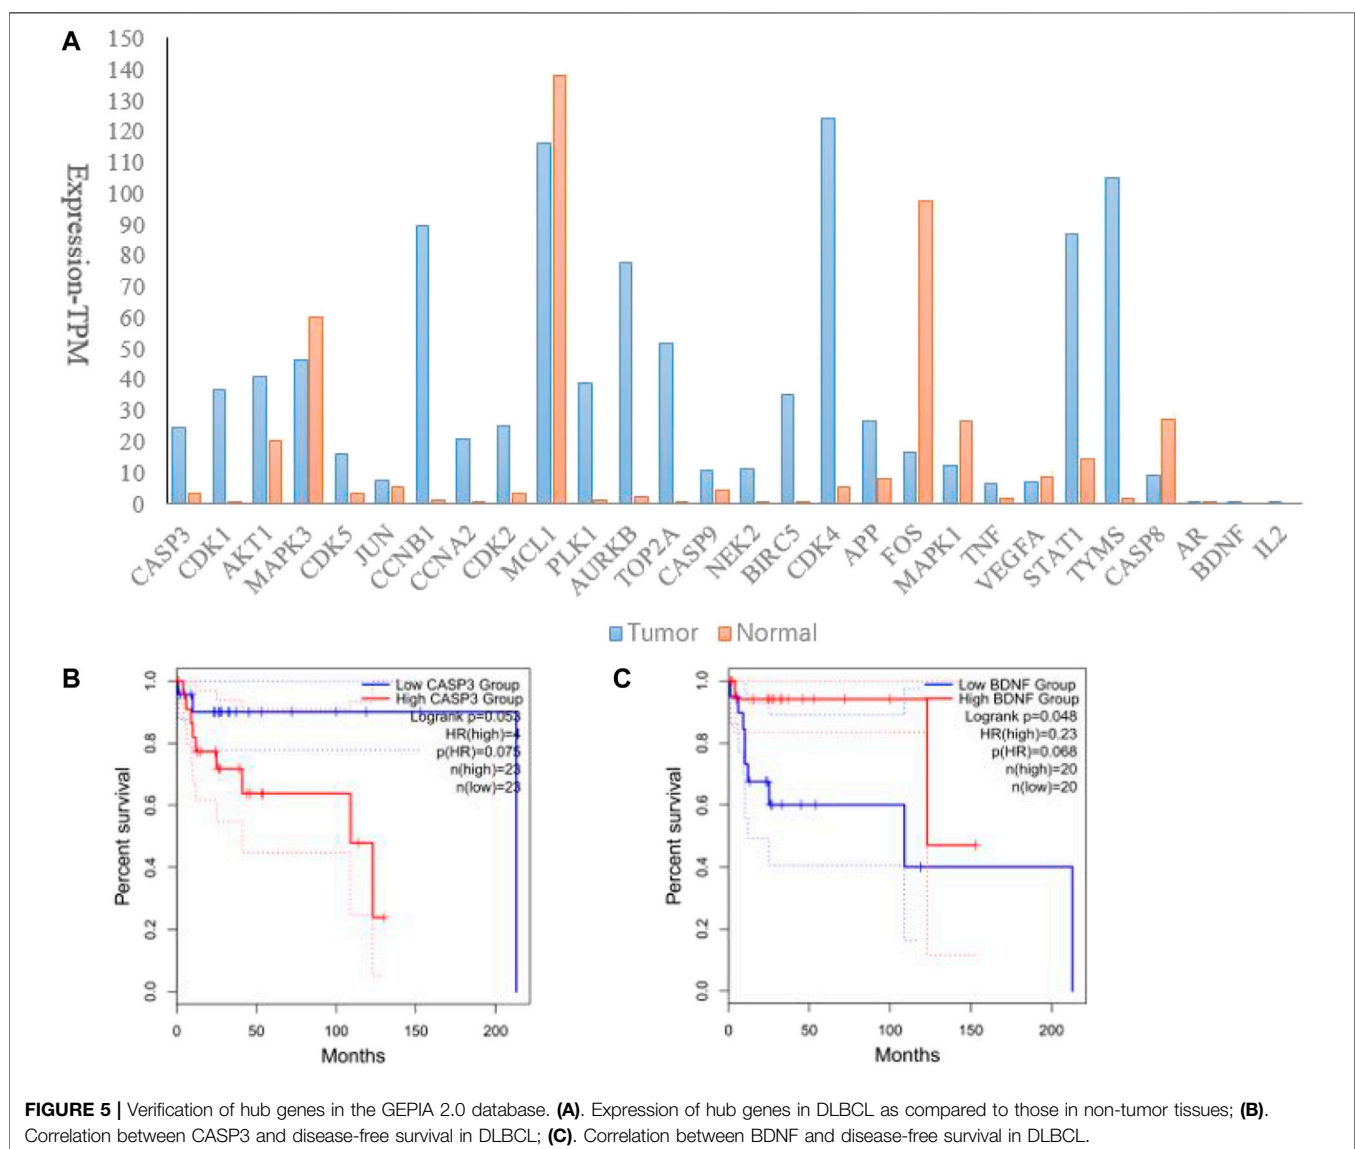 A
150
140
130
120
110
100
90
80
70
60
50
40
30
20
10
0
Expression-TPM
CASP3 CDK1 AKT1 MAPK3 CDK5 JUN CCNB1 CCNA2 CDK2 MCL1 PLK1 AURKB TOP2A CASP9 NEK2 BIRC5 CDK4 APP FOS MAPK1 TNF VEGFA STAT1 TYMS CASP8 AR BDNF IL2
Tumor Normal
B
Low CASP3 Group
High CASP3 Group
Logrank p=0.053
HR(high)=4
p(HR)=0.075
n(high)=23
n(low)=23
1.0
0.8
0.6
0.4
0.2
0.0
Percent survival
0 50 100 150 200
Months
C
Low BDNF Group
High BDNF Group
Logrank p=0.048
HR(high)=0.23
p(HR)=0.068
n(high)=20
n(low)=20
1.0
0.8
0.6
0.4
0.2
0.0
Percent survival
0 50 100 150 200
Months
FIGURE 5 | Verification of hub genes in the GEPIA 2.0 database. (A). Expression of hub genes in DLBCL as compared to those in non-tumor tissues; (B).
Correlation between CASP3 and disease-free survival in DLBCL; (C). Correlation between BDNF and disease-free survival in DLBCL.